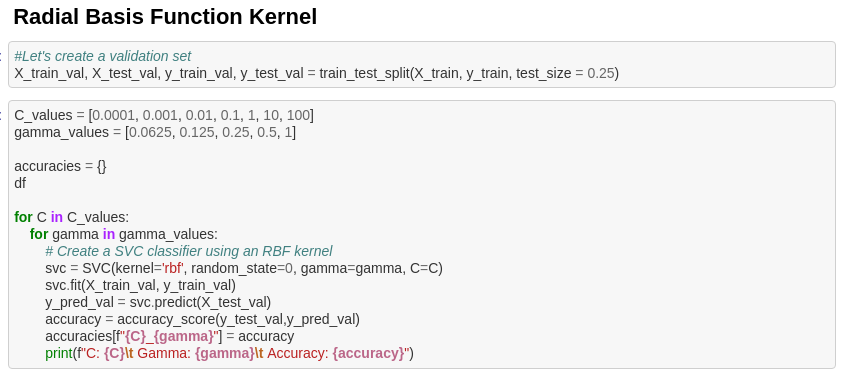 Radial Basis Function Kernel
:
#Let's create a validation set
X_train_val, X_test_val, y_train_val, y_test_val = train_test_split(X_train, y_train, test_size = 0.25)
:
C_values = [0.0001, 0.001, 0.01, 0.1, 1, 10, 100]
gamma_values = [0.0625, 0.125, 0.25, 0.5, 1]

accuracies = {}
df

for C in C_values:
    for gamma in gamma_values:
        # Create a SVC classifier using an RBF kernel
        svc = SVC(kernel='rbf', random_state=0, gamma=gamma, C=C)
        svc.fit(X_train_val, y_train_val)
        y_pred_val = svc.predict(X_test_val)
        accuracy = accuracy_score(y_test_val,y_pred_val)
        accuracies[f"{C}_{gamma}"] = accuracy
        print(f"C: {C}\t Gamma: {gamma}\t Accuracy: {accuracy}")